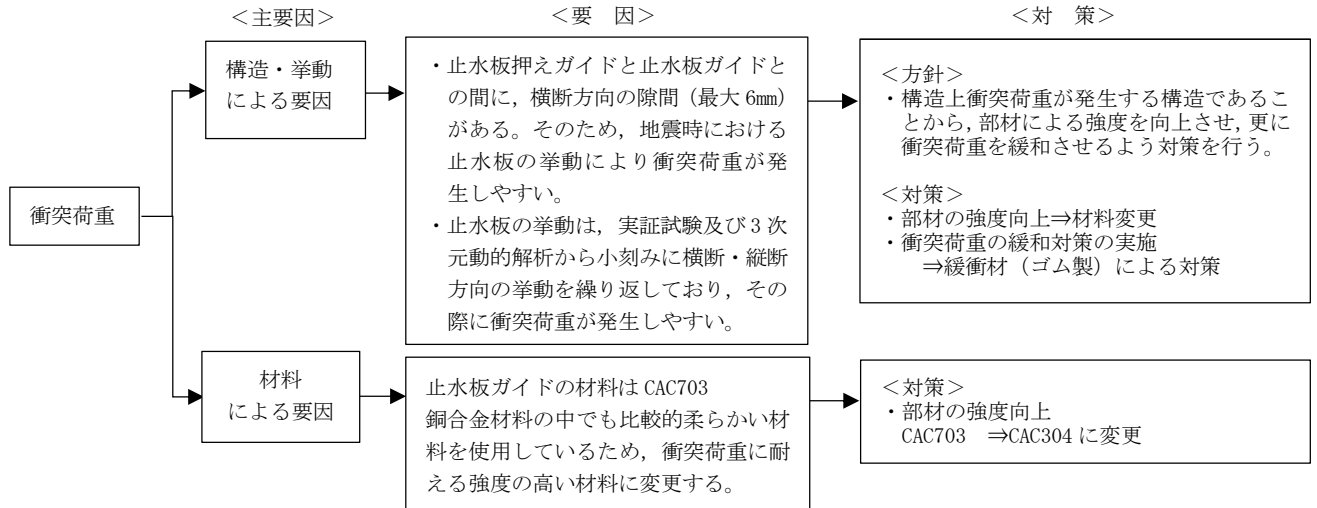 ＜主要因＞
＜要　因＞
＜対　策＞
衝突荷重
構造・挙動
による要因
・止水板押えガイドと止水板ガイドと
の間に，横断方向の隙間（最大 6mm）
がある。そのため，地震時における
止水板の挙動により衝突荷重が発
生しやすい。
・止水板の挙動は，実証試験及び 3 次
元動的解析から小刻みに横断・縦断
方向の挙動を繰り返しており，その
際に衝突荷重が発生しやすい。
＜方針＞
・構造上衝突荷重が発生する構造であるこ
とから，部材による強度を向上させ，更に
衝突荷重を緩和させるよう対策を行う。
＜対策＞
・部材の強度向上⇒材料変更
・衝突荷重の緩和対策の実施
⇒緩衝材（ゴム製）による対策
材料
による要因
止水板ガイドの材料は CAC703
銅合金材料の中でも比較的柔らかい材
料を使用しているため，衝突荷重に耐
える強度の高い材料に変更する。
＜対策＞
・部材の強度向上
CAC703　⇒CAC304 に変更